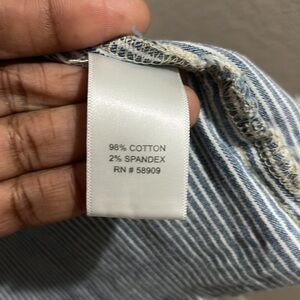 98% COTTON
2% SPANDEX
RN # 58909